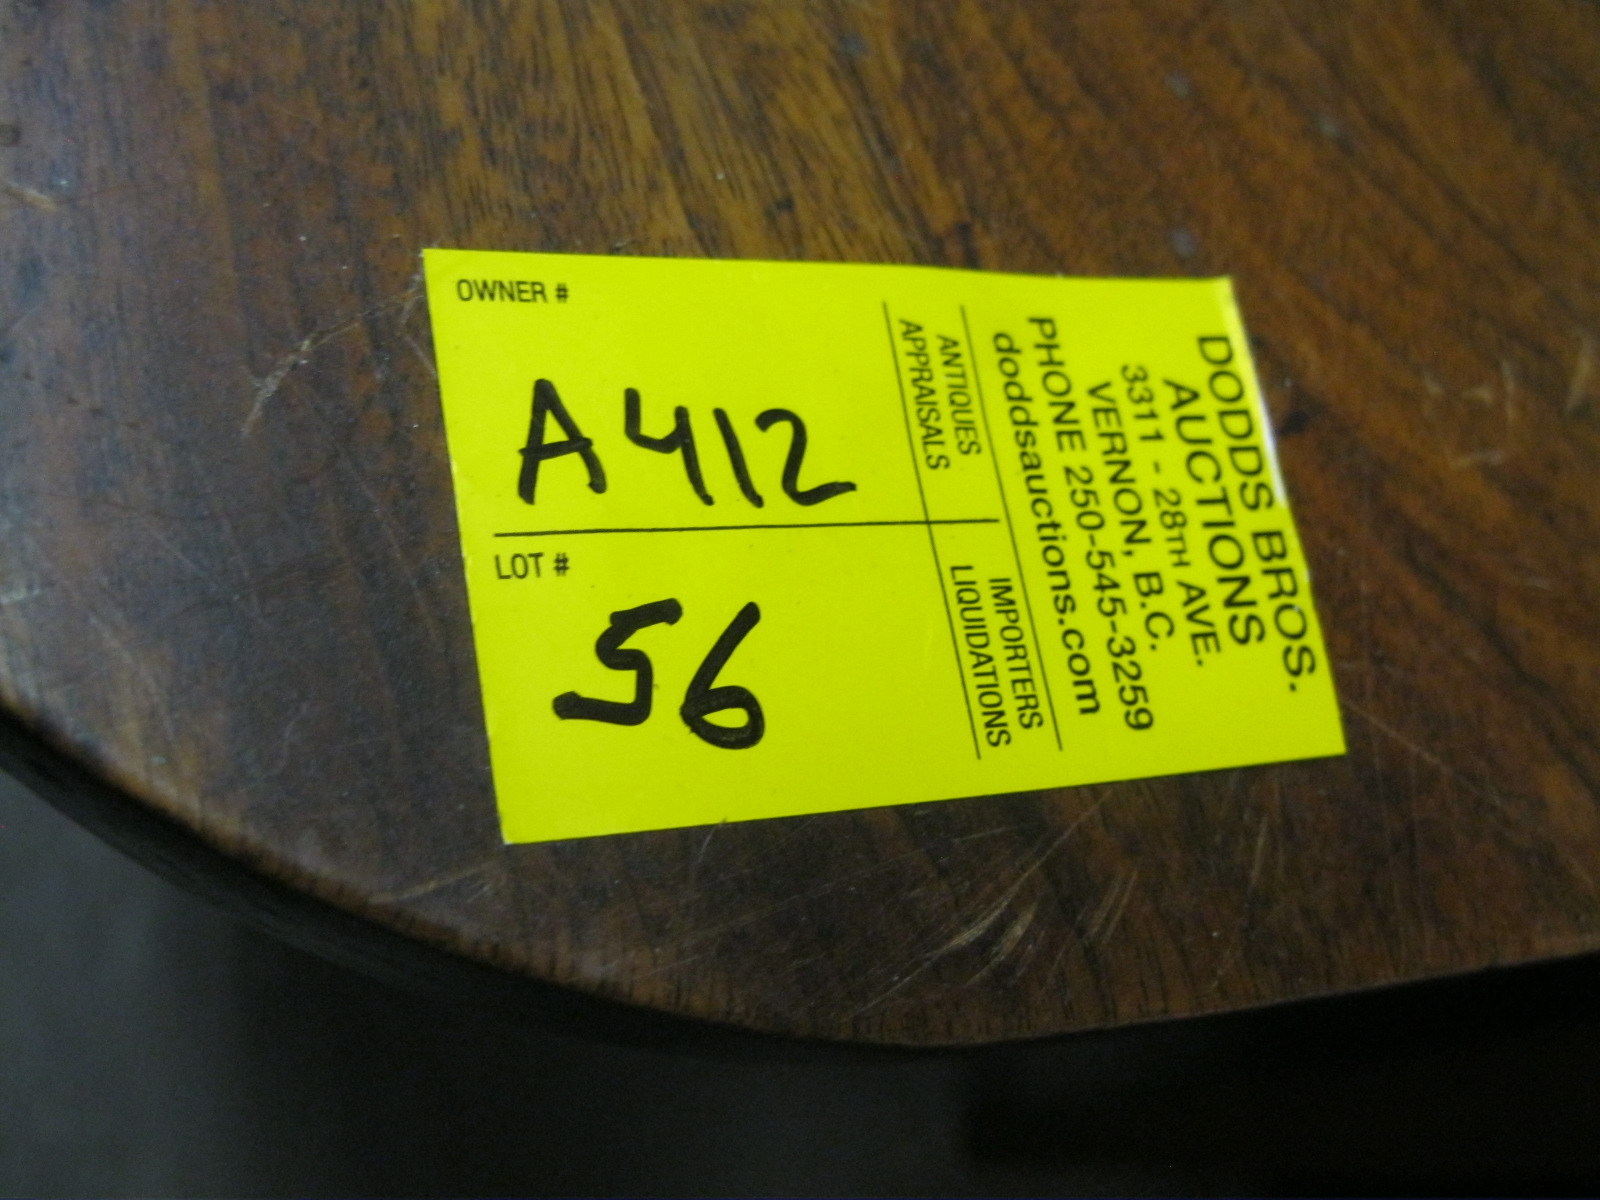 OWNER #
A412
LOT #
56
DODDS BROS.
AUCTIONS
3311 - 28TH AVE.
VERNON, B.C.
PHONE 250-545-3259
doddsauctions.com
ANTIQUES
APPRAISALS
IMPORTERS
LIQUIDATIONS